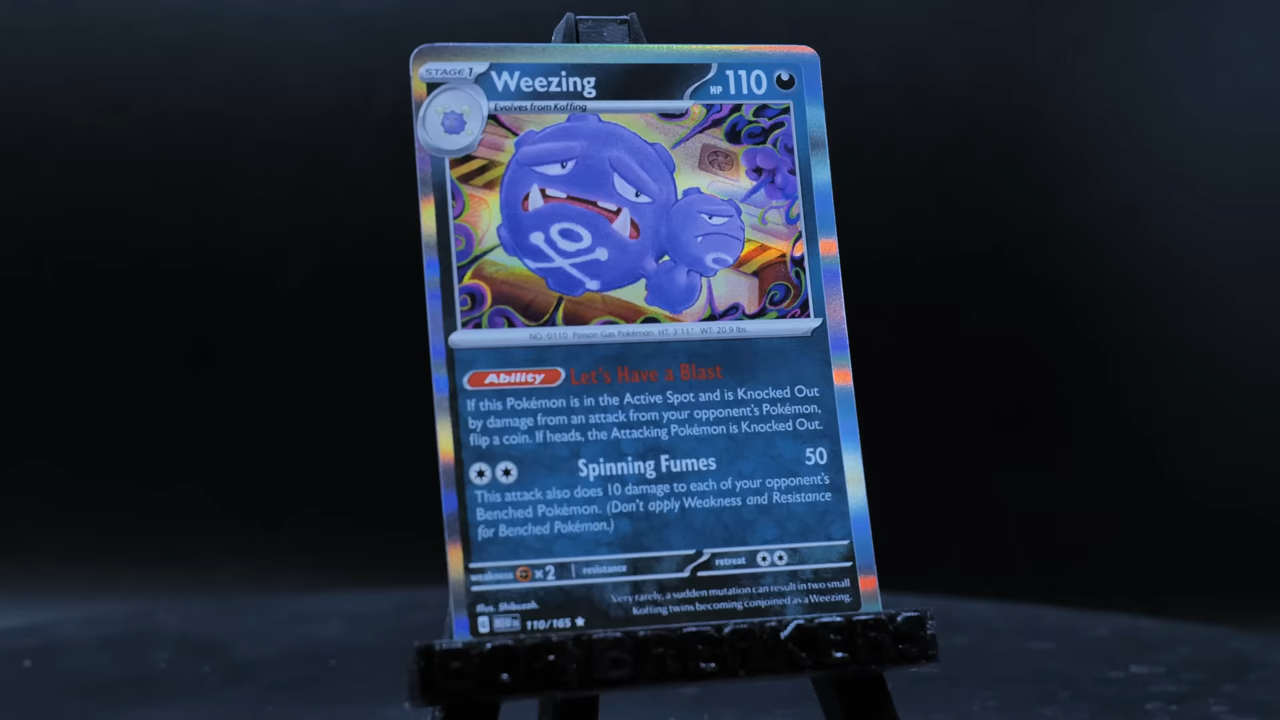 STAGE 1 Weezing HP 110
Evolves from Koffing
NO. 0110 Poison Gas Pokémon HT: 3'11" WT: 20.9 lbs.
Ability Let's Have a Blast
If this Pokémon is in the Active Spot and is Knocked Out
by damage from an attack from your opponent's Pokémon,
flip a coin. If heads, the Attacking Pokémon is Knocked Out.
Spinning Fumes 50
This attack also does 10 damage to each of your opponent's
Benched Pokémon. (Don't apply Weakness and Resistance
for Benched Pokémon.)
weakness ×2 resistance retreat
Very rarely, a sudden mutation can result in two small
Koffing twins becoming conjoined as a Weezing.
Illus. Shibuzoh.
110/165